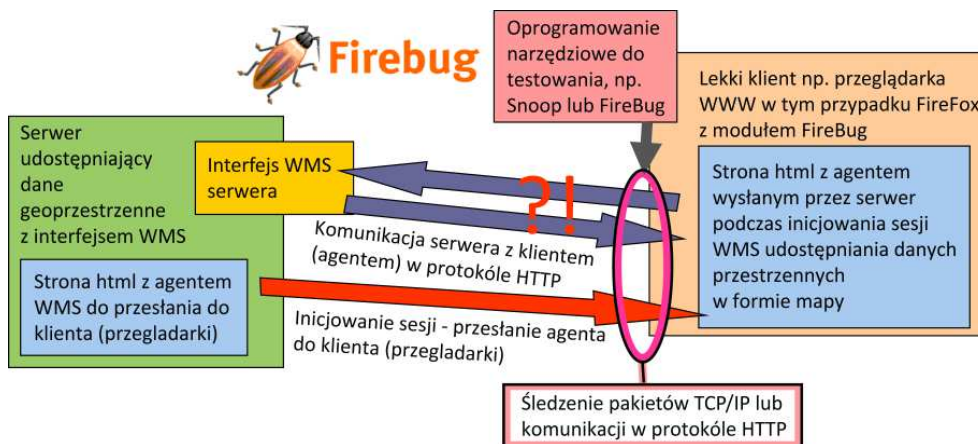 Firebug
Oprogramowanie
narzędziowe do
testowania, np.
Snoop lub FireBug
Lekki klient np. przeglądarka
WWW w tym przypadku FireFox
z modułem FireBug
Serwer
udostępniający
dane
geoprzestrzenne
z interfejsem WMS
Interfejs WMS
serwera
?!
Strona html z agentem
wysłanym przez serwer
podczas inicjowania sesji
WMS udostępniania danych
przestrzennych
w formie mapy
Komunikacja serwera z klientem
(agentem) w protokóle HTTP
Strona html z agentem
WMS do przesłania do
klienta (przegladarki)
Inicjowanie sesji - przesłanie agenta
do klienta (przegladarki)
Śledzenie pakietów TCP/IP lub
komunikacji w protokóle HTTP